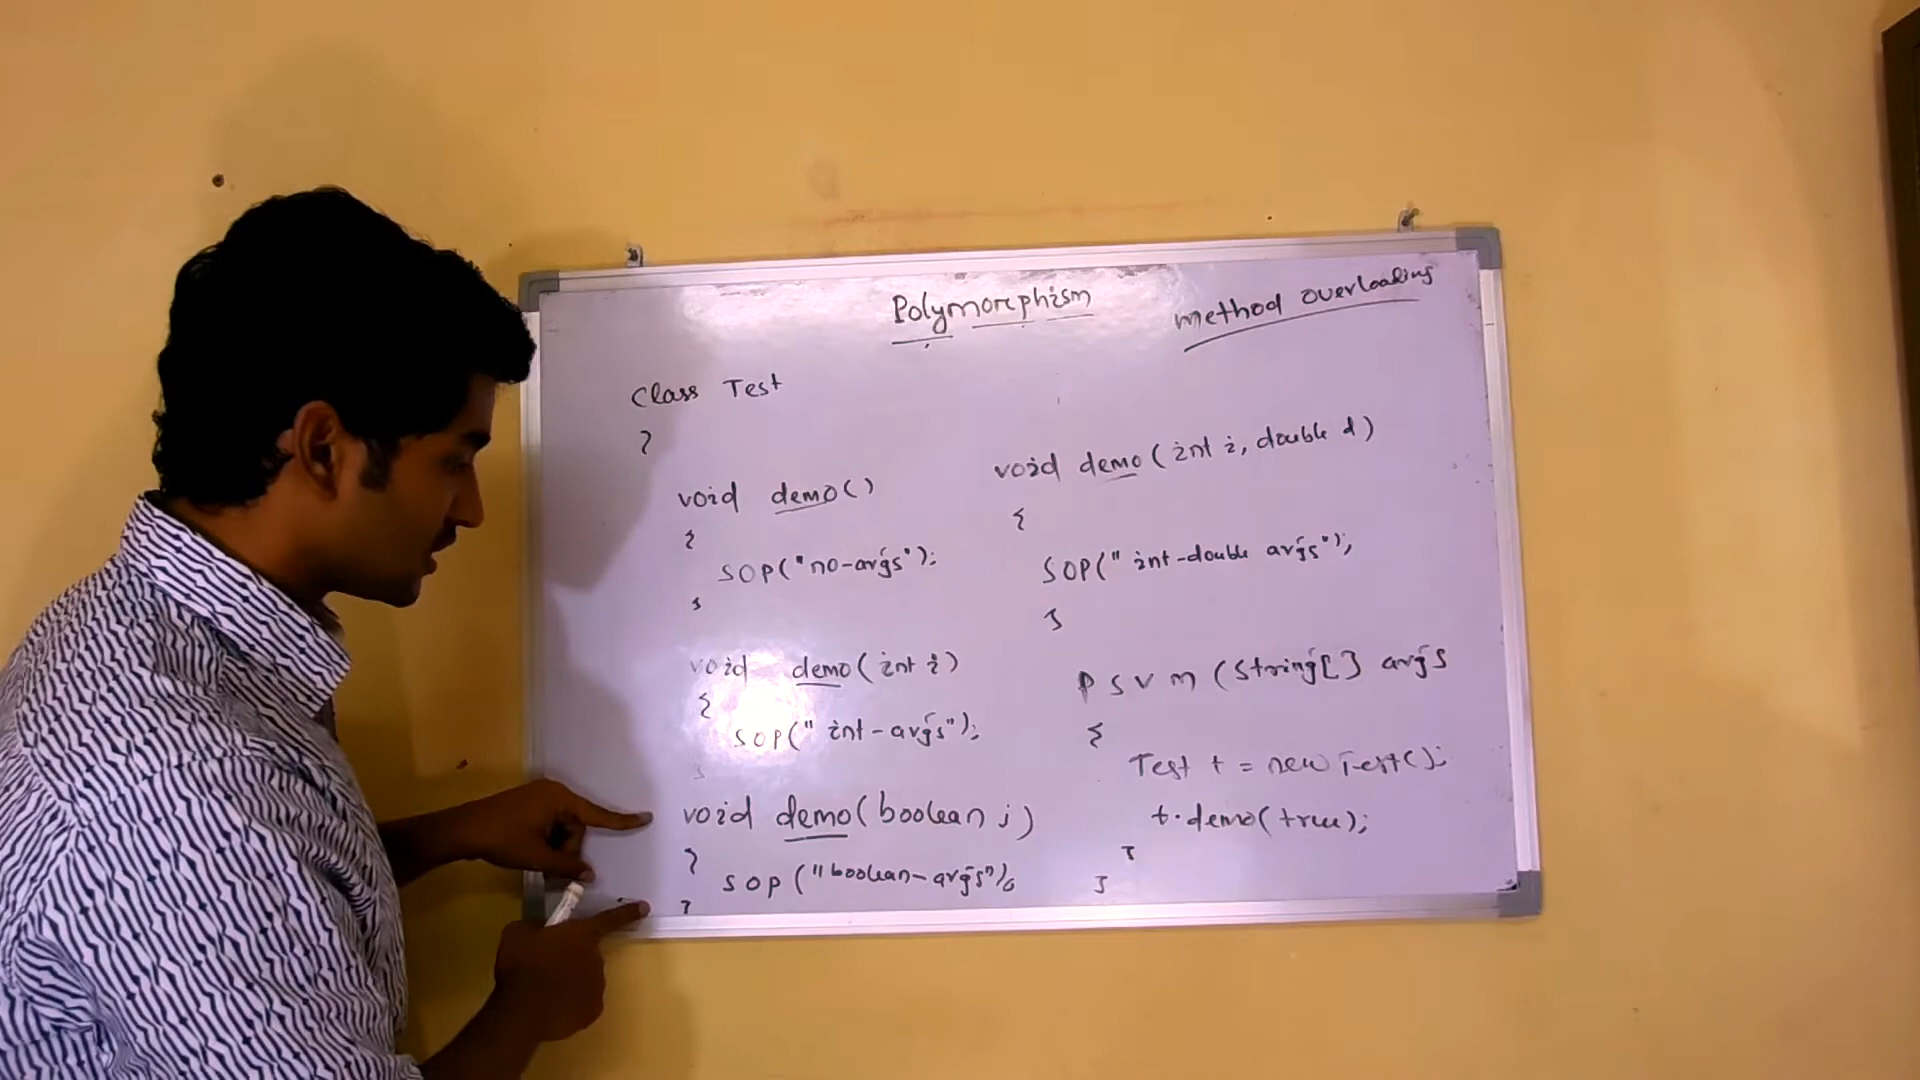 Polymorphism
method overloading
Class Test
{
void demo()
{
SOP("no-args");
}
void demo(int i)
{
SOP("int-args");
}
void demo(boolean j)
{
SOP("boolean-args");
}
void demo(int i, double d)
{
SOP("int-double args");
}
P S V M (String[] args
{
Test t = new Test();
t.demo(true);
}
}